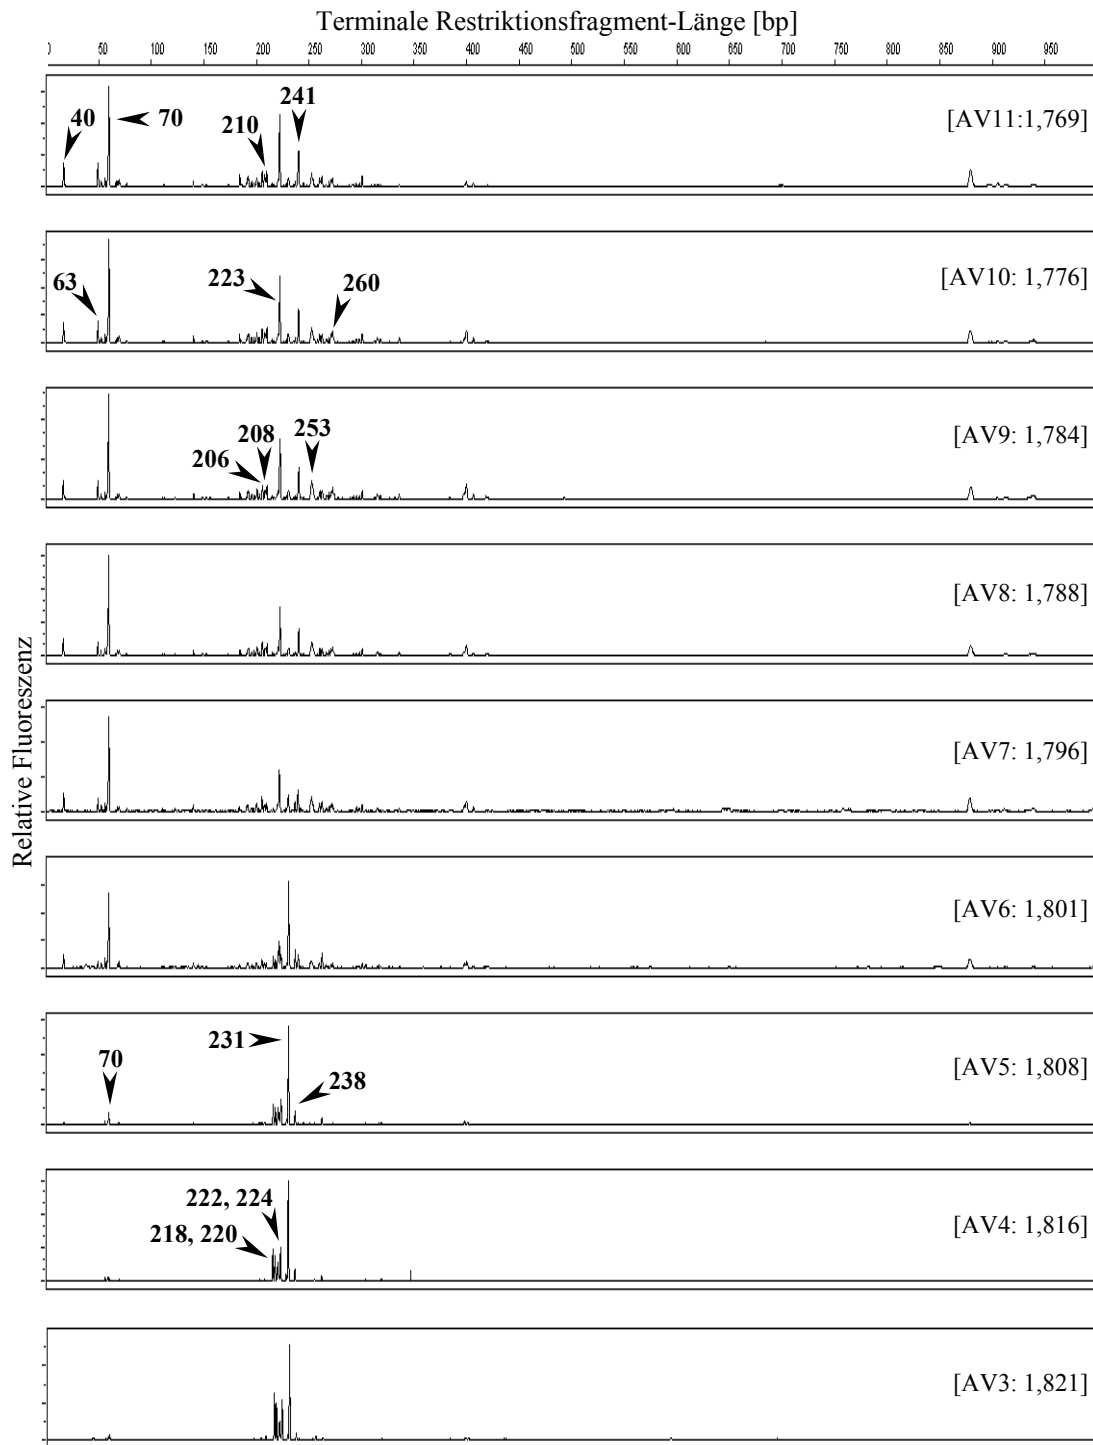 Terminale Restriktionsfragment-Länge [bp]
0 50 100 150 200 250 300 350 400 450 500 550 600 650 700 750 800 850 900 950
Relative Fluoreszenz
[AV11:1,769]
40
70
210
241
[AV10: 1,776]
63
223
260
[AV9: 1,784]
206
208
253
[AV8: 1,788]
[AV7: 1,796]
[AV6: 1,801]
[AV5: 1,808]
70
231
238
[AV4: 1,816]
222, 224
218, 220
[AV3: 1,821]